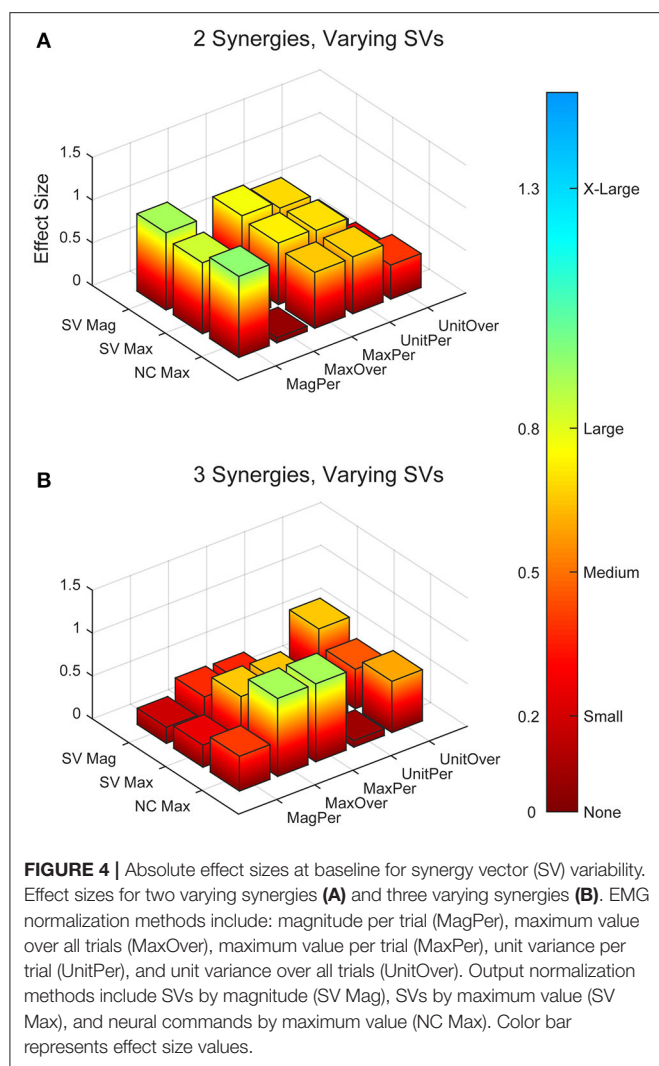 A
2 Synergies, Varying SVs
1.5
1
0.5
0
Effect Size
SV Mag
SV Max
NC Max
MagPer
MaxOver
MaxPer
UnitPer
UnitOver
B
3 Synergies, Varying SVs
1.5
1
0.5
0
SV Mag
SV Max
NC Max
MagPer
MaxOver
MaxPer
UnitPer
UnitOver
1.3 X-Large
0.8 Large
0.5 Medium
0.2 Small
0 None
FIGURE 4 | Absolute effect sizes at baseline for synergy vector (SV) variability.
Effect sizes for two varying synergies (A) and three varying synergies (B). EMG
normalization methods include: magnitude per trial (MagPer), maximum value
over all trials (MaxOver), maximum value per trial (MaxPer), unit variance per
trial (UnitPer), and unit variance over all trials (UnitOver). Output normalization
methods include SVs by magnitude (SV Mag), SVs by maximum value (SV
Max), and neural commands by maximum value (NC Max). Color bar
represents effect size values.